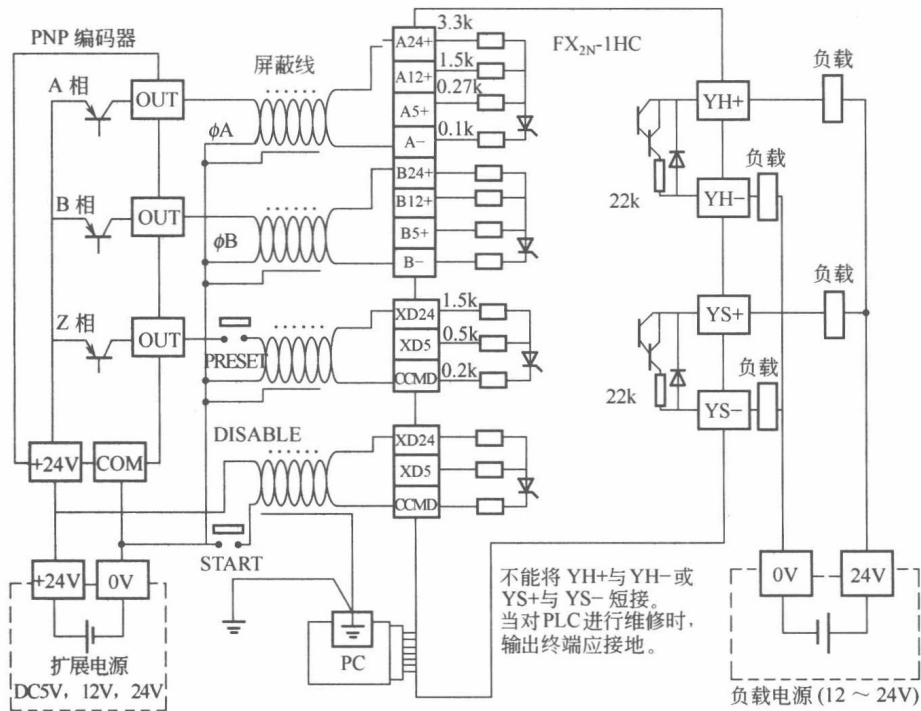 PNP 编码器
A 相
OUT
φA
屏蔽线
B 相
OUT
φB
Z 相
OUT
PRESET
DISABLE
+24V
COM
START
+24V
0V
扩展电源
DC5V，12V，24V
A24+
3.3k
A12+
1.5k
A5+
0.27k
A-
0.1k
B24+
B12+
B5+
B-
XD24
1.5k
XD5
0.5k
CCMD
0.2k
XD24
XD5
CCMD
PC
FX2N-1HC
YH+
负载
YH-
负载
22k
YS+
负载
YS-
负载
22k
不能将 YH+与YH-或
YS+与 YS- 短接。
当对PLC进行维修时，
输出终端应接地。
0V
24V
负载电源 (12 ～ 24V)